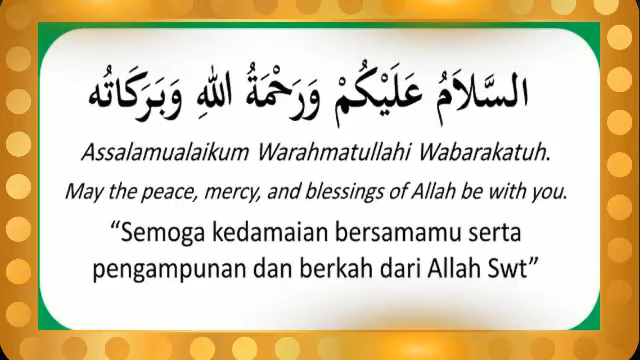 السَّلَامُ عَلَيْكُمْ وَرَحْمَةُ اللهِ وَبَرَكَاتُه
Assalamualaikum Warahmatullahi Wabarakatuh.
May the peace, mercy, and blessings of Allah be with you.
“Semoga kedamaian bersamamu serta
pengampunan dan berkah dari Allah Swt”